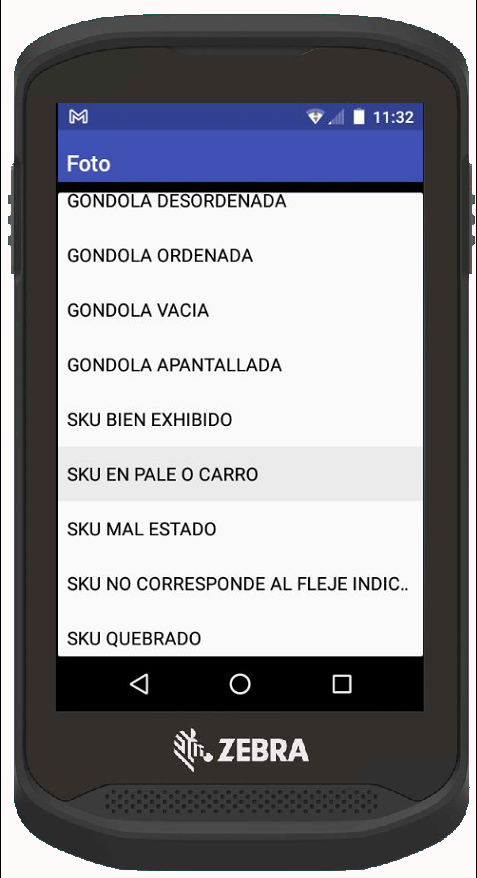 11:32
Foto
GONDOLA DESORDENADA
GONDOLA ORDENADA
GONDOLA VACIA
GONDOLA APANTALLADA
SKU BIEN EXHIBIDO
SKU EN PALE O CARRO
SKU MAL ESTADO
SKU NO CORRESPONDE AL FLEJE INDIC..
SKU QUEBRADO
ZEBRA